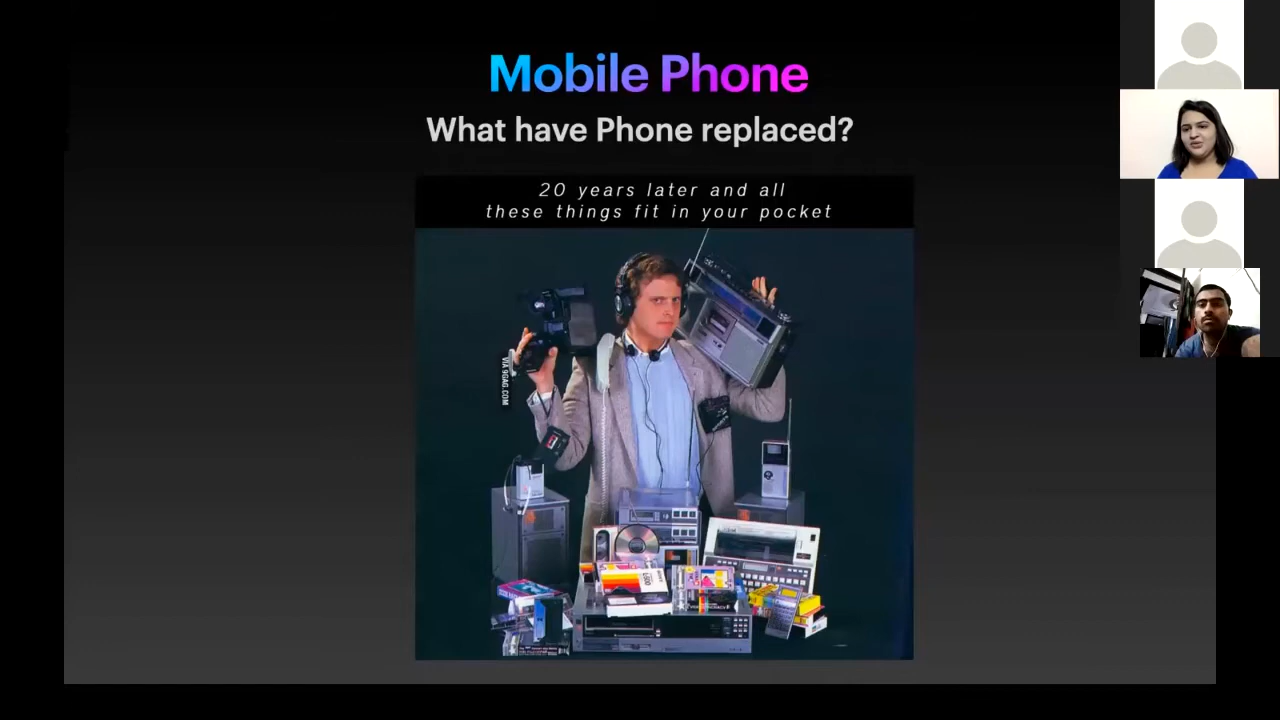 Mobile Phone
What have Phone replaced?
20 years later and all
these things fit in your pocket
VIA 9GAG.COM